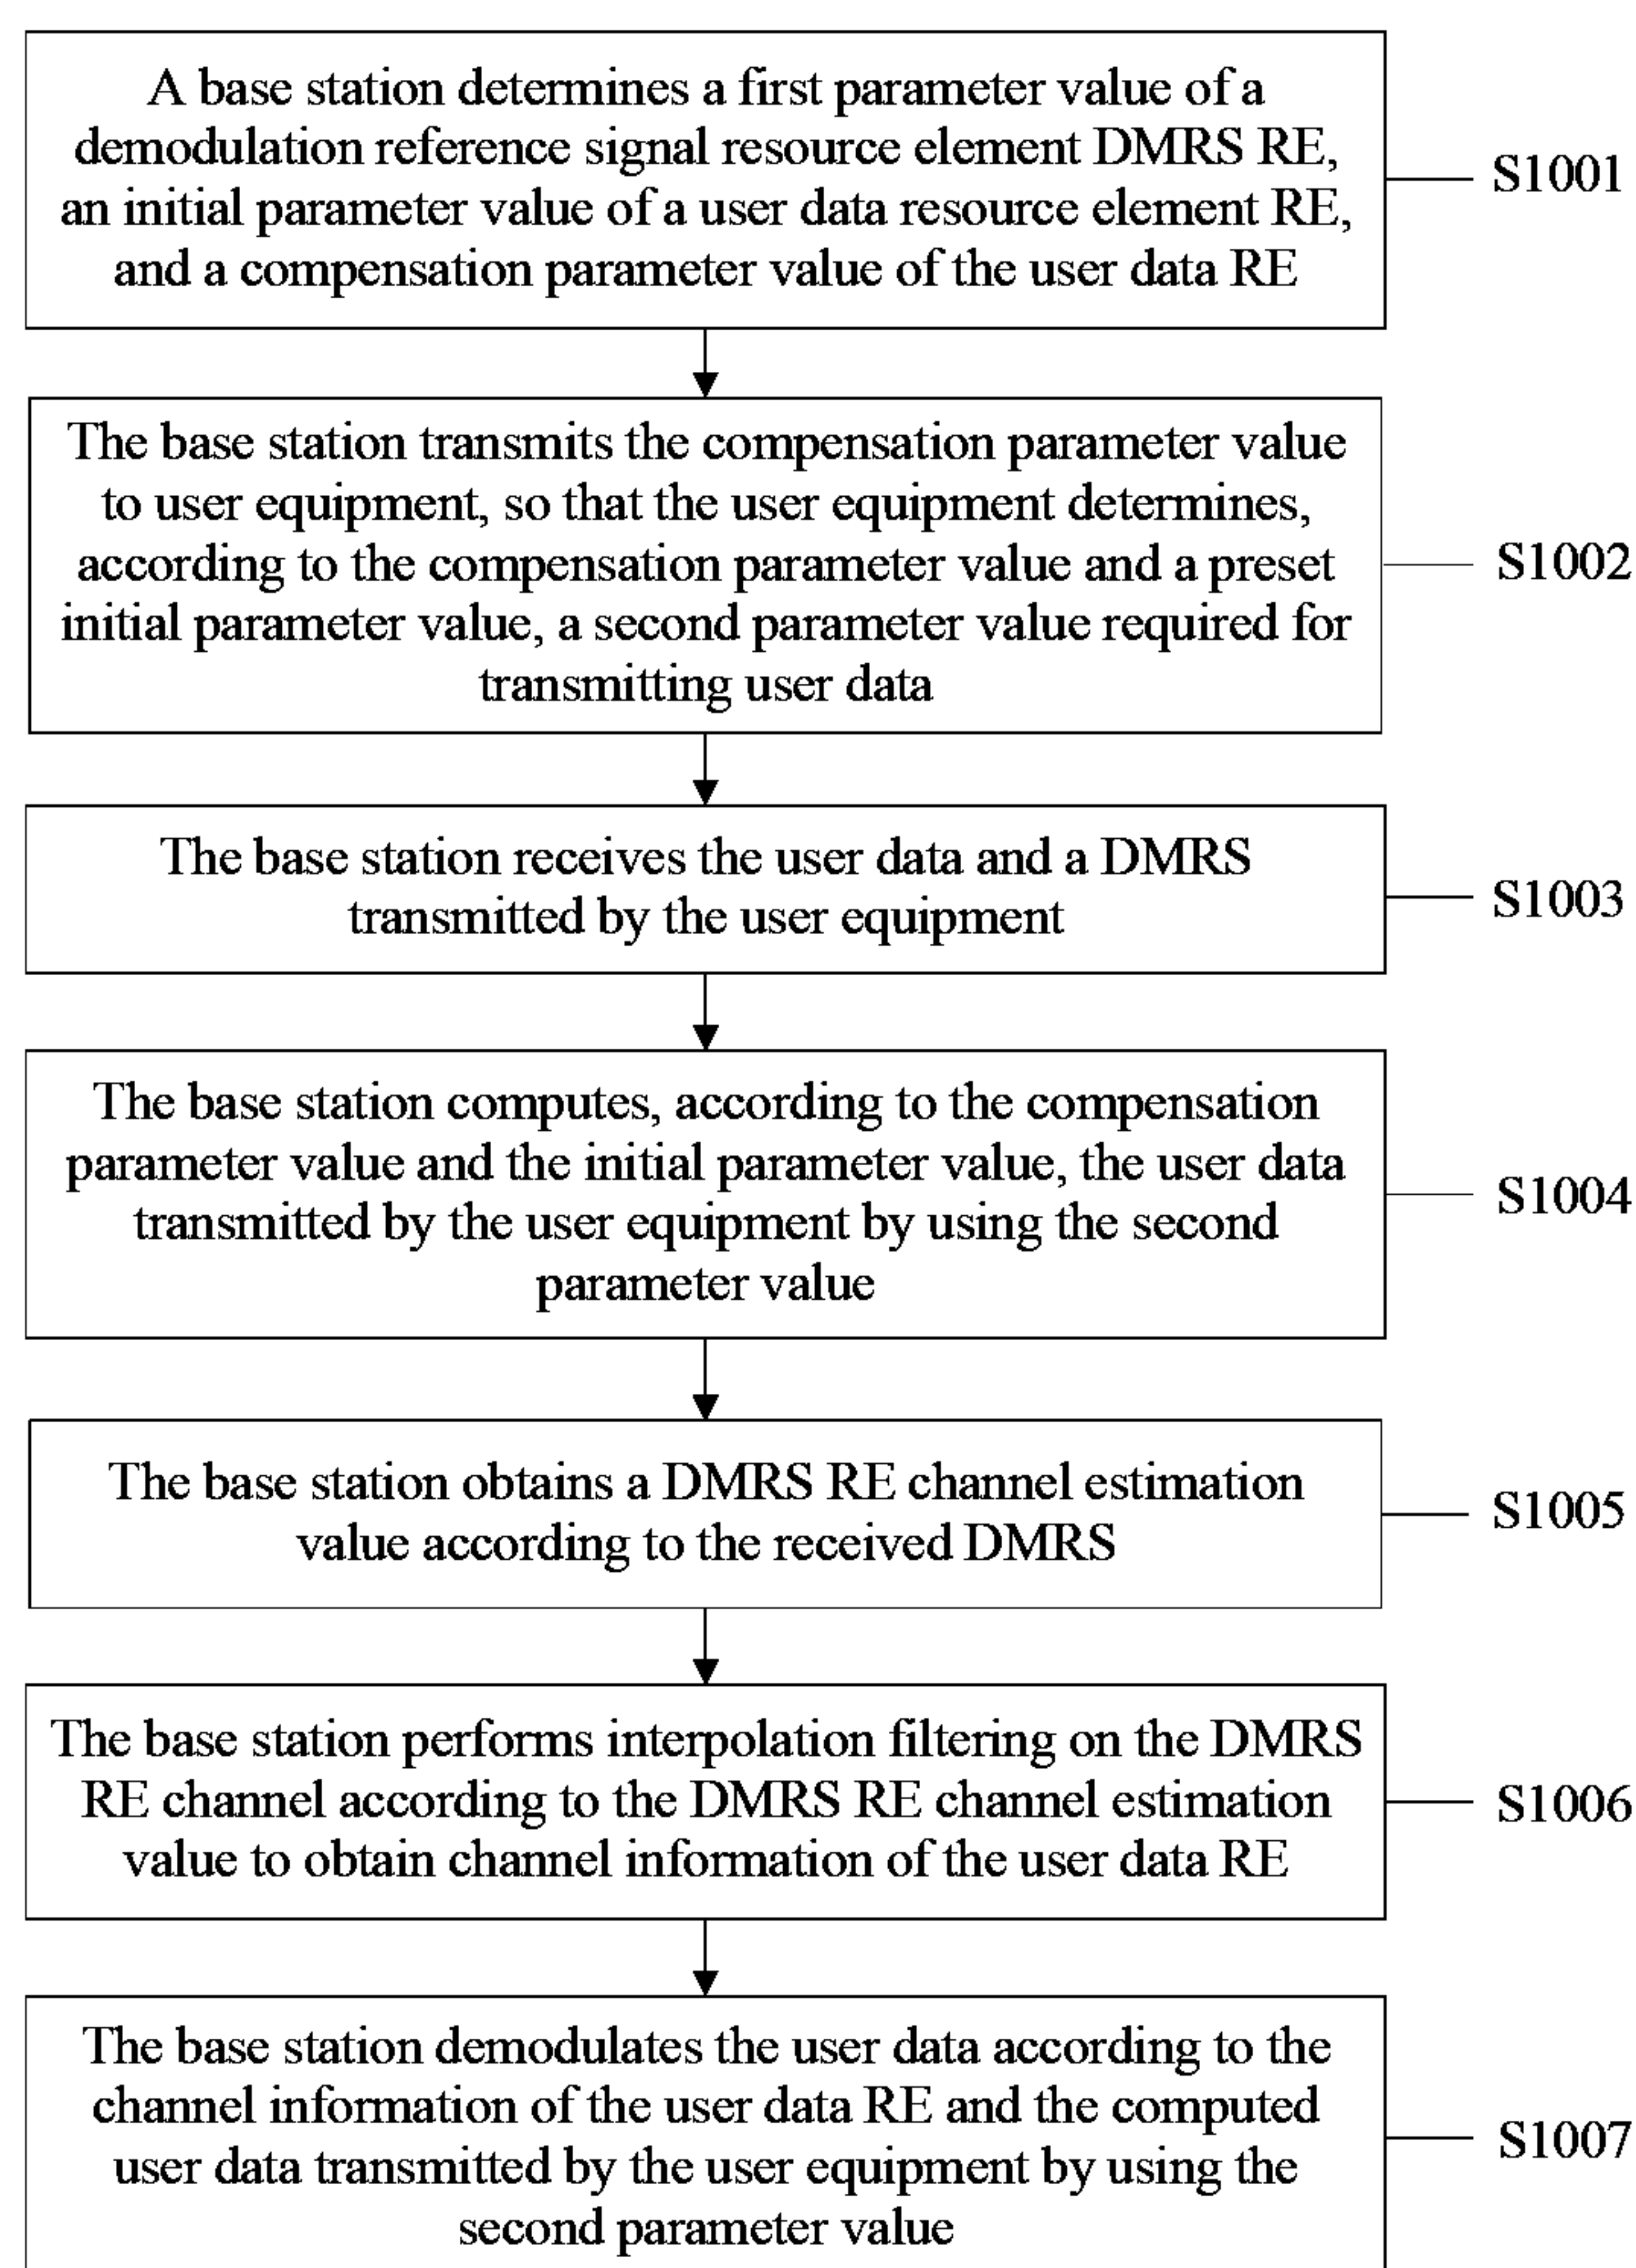 A base station determines a first parameter value of a
demodulation reference signal resource element DMRS RE,
an initial parameter value of a user data resource element RE,
and a compensation parameter value of the user data RE
S1001
The base station transmits the compensation parameter value
to user equipment, so that the user equipment determines,
according to the compensation parameter value and a preset
initial parameter value, a second parameter value required for
transmitting user data
S1002
The base station receives the user data and a DMRS
transmitted by the user equipment
S1003
The base station computes, according to the compensation
parameter value and the initial parameter value, the user data
transmitted by the user equipment by using the second
parameter value
S1004
The base station obtains a DMRS RE channel estimation
value according to the received DMRS
S1005
The base station performs interpolation filtering on the DMRS
RE channel according to the DMRS RE channel estimation
value to obtain channel information of the user data RE
S1006
The base station demodulates the user data according to the
channel information of the user data RE and the computed
user data transmitted by the user equipment by using the
second parameter value
S1007